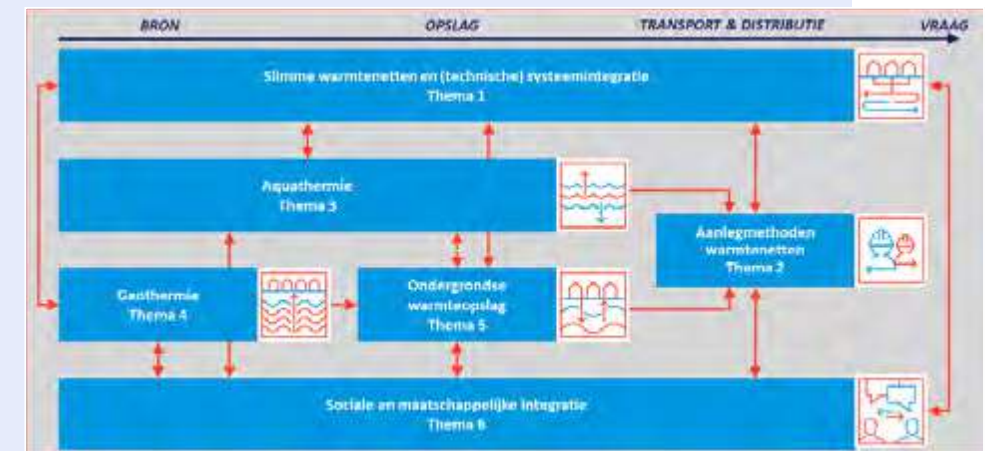 BRON OPSLAG TRANSPORT & DISTRIBUTIE VRAAG
Slimme warmtenetten en (technische) systeemintegratie
Thema 1
Aquathermie
Thema 3
Aanlegmethoden
warmtenetten
Thema 2
Geothermie
Thema 4
Ondergrondse
warmteopslag
Thema 5
Sociale en maatschappelijke integratie
Thema 6